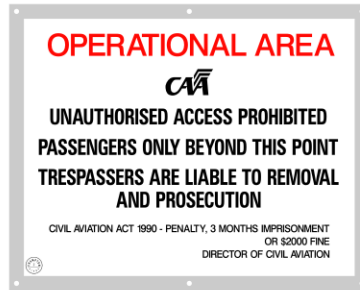 OPERATIONAL AREA
CAA
UNAUTHORISED ACCESS PROHIBITED
PASSENGERS ONLY BEYOND THIS POINT
TRESPASSERS ARE LIABLE TO REMOVAL
AND PROSECUTION
CIVIL AVIATION ACT 1990 - PENALTY, 3 MONTHS IMPRISONMENT
OR $2000 FINE
DIRECTOR OF CIVIL AVIATION